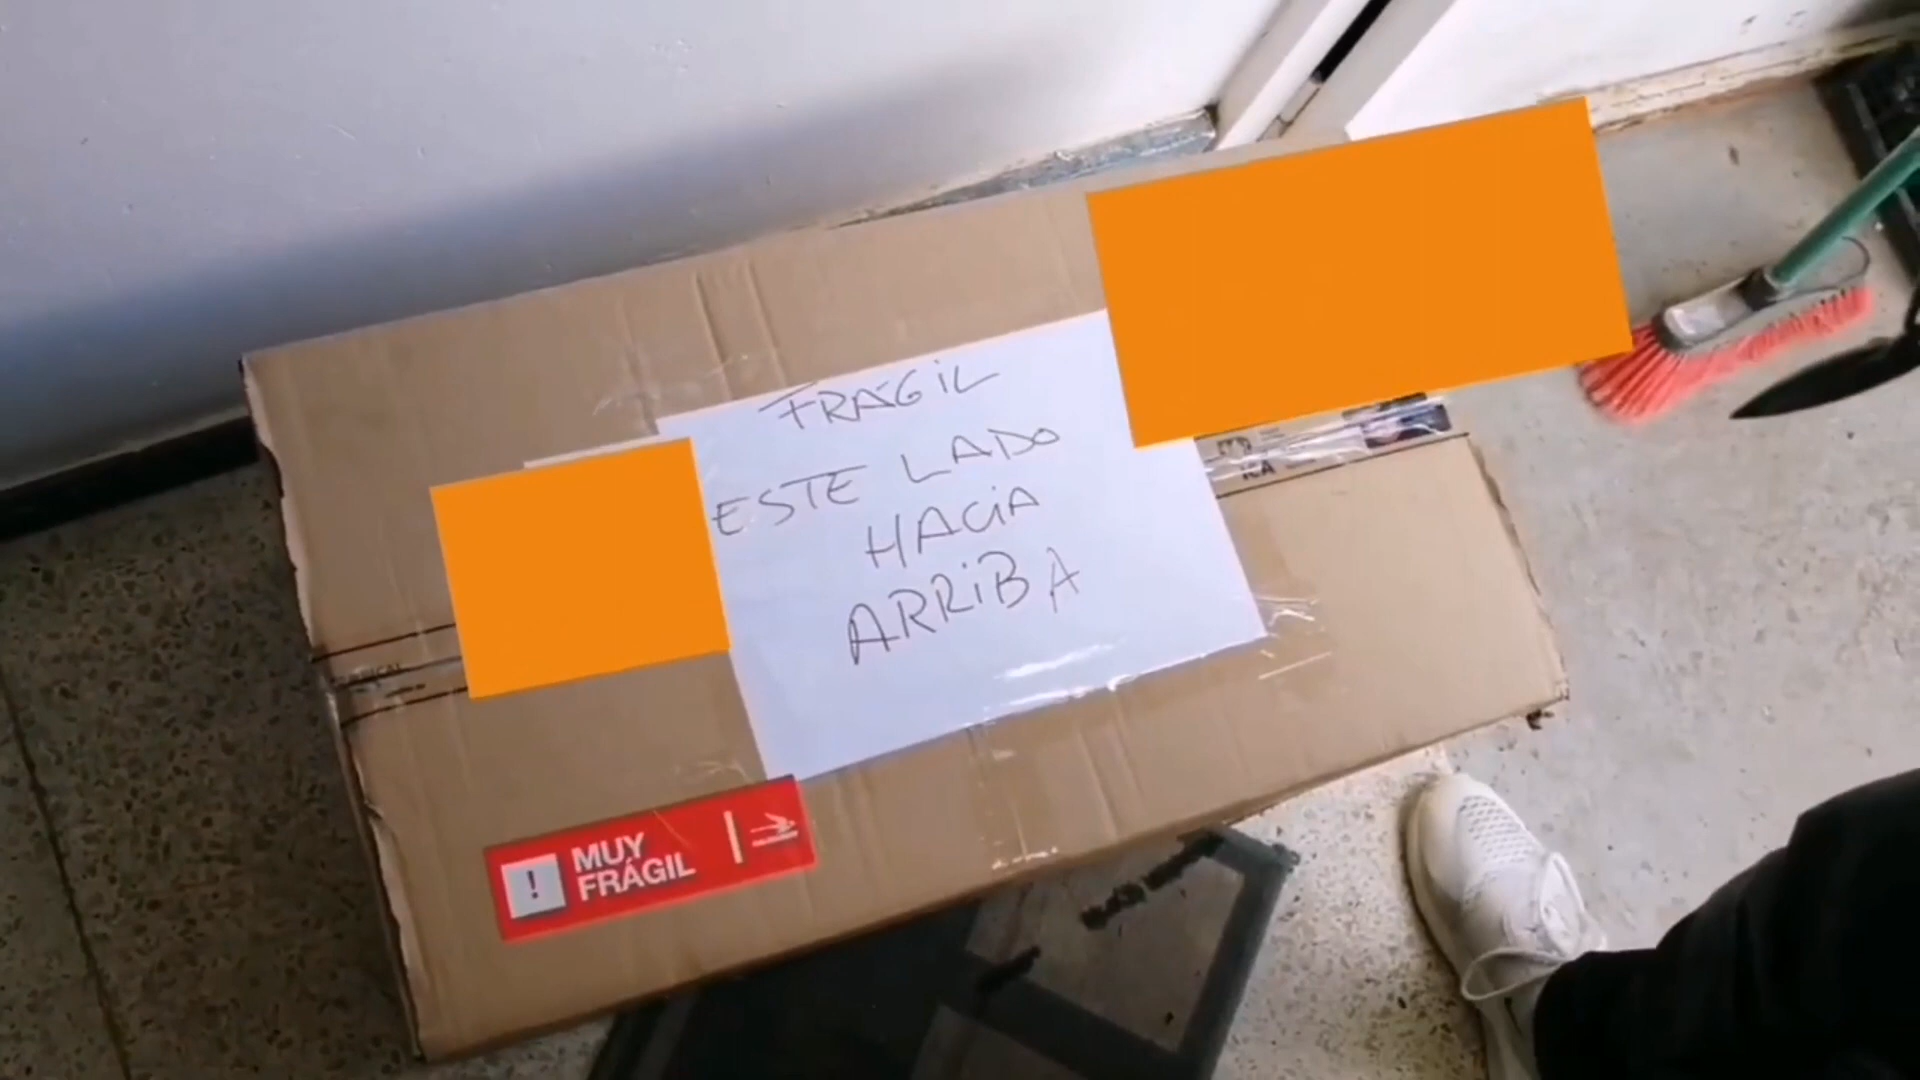 FRÁGIL
ESTE LADO
HACIA
ARRIBA
! MUY
FRÁGIL